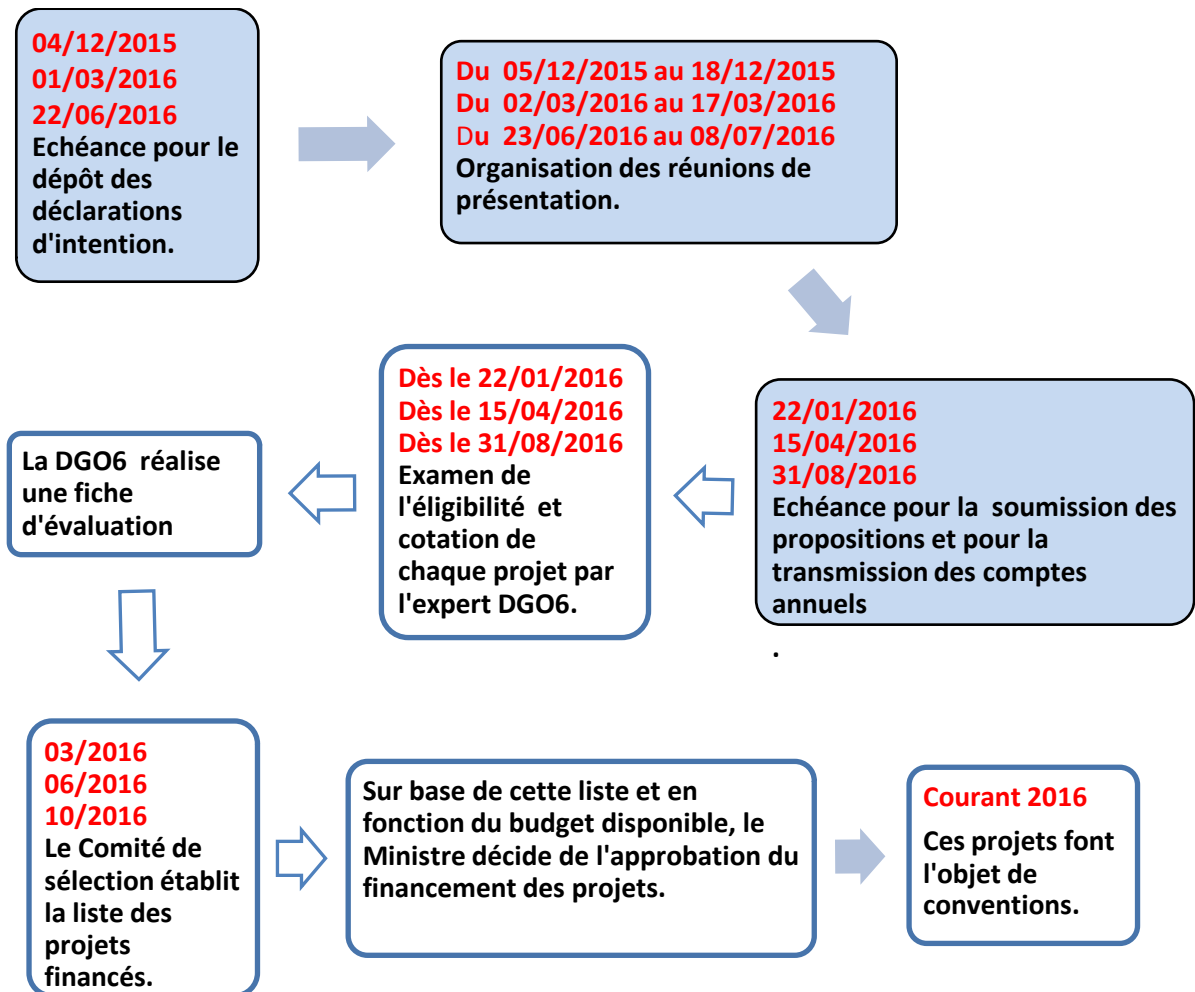 04/12/2015
01/03/2016
22/06/2016
Echéance pour le
dépôt des
déclarations
d'intention.
Du 05/12/2015 au 18/12/2015
Du 02/03/2016 au 17/03/2016
Du 23/06/2016 au 08/07/2016
Organisation des réunions de
présentation.
22/01/2016
15/04/2016
31/08/2016
Echéance pour la soumission des
propositions et pour la
transmission des comptes
annuels
.
Dès le 22/01/2016
Dès le 15/04/2016
Dès le 31/08/2016
Examen de
l'éligibilité et
cotation de
chaque projet par
l'expert DGO6.
La DGO6 réalise
une fiche
d'évaluation
03/2016
06/2016
10/2016
Le Comité de
sélection établit
la liste des
projets
financés.
Sur base de cette liste et en
fonction du budget disponible, le
Ministre décide de l'approbation du
financement des projets.
Courant 2016
Ces projets font
l'objet de
conventions.